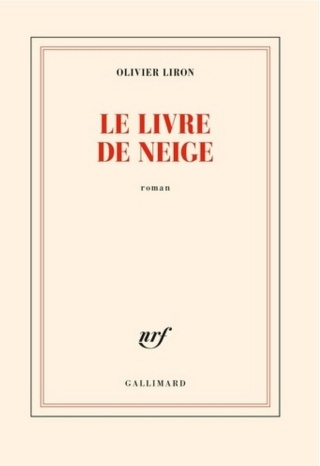 OLIVIER LIRON
LE LIVRE
DE NEIGE
roman
nrf
GALLIMARD